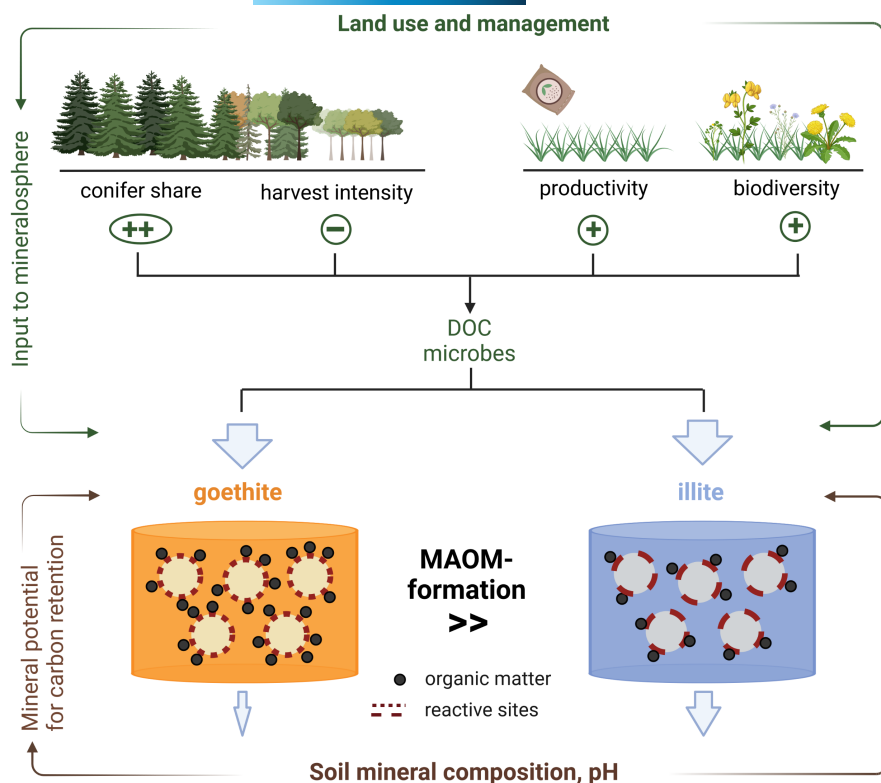 Land use and management
Input to mineralosphere
conifer share
harvest intensity
productivity
biodiversity
++
−
+
+
DOC
microbes
goethite
illite
Mineral potential
for carbon retention
MAOM-
formation
>>
organic matter
reactive sites
Soil mineral composition, pH